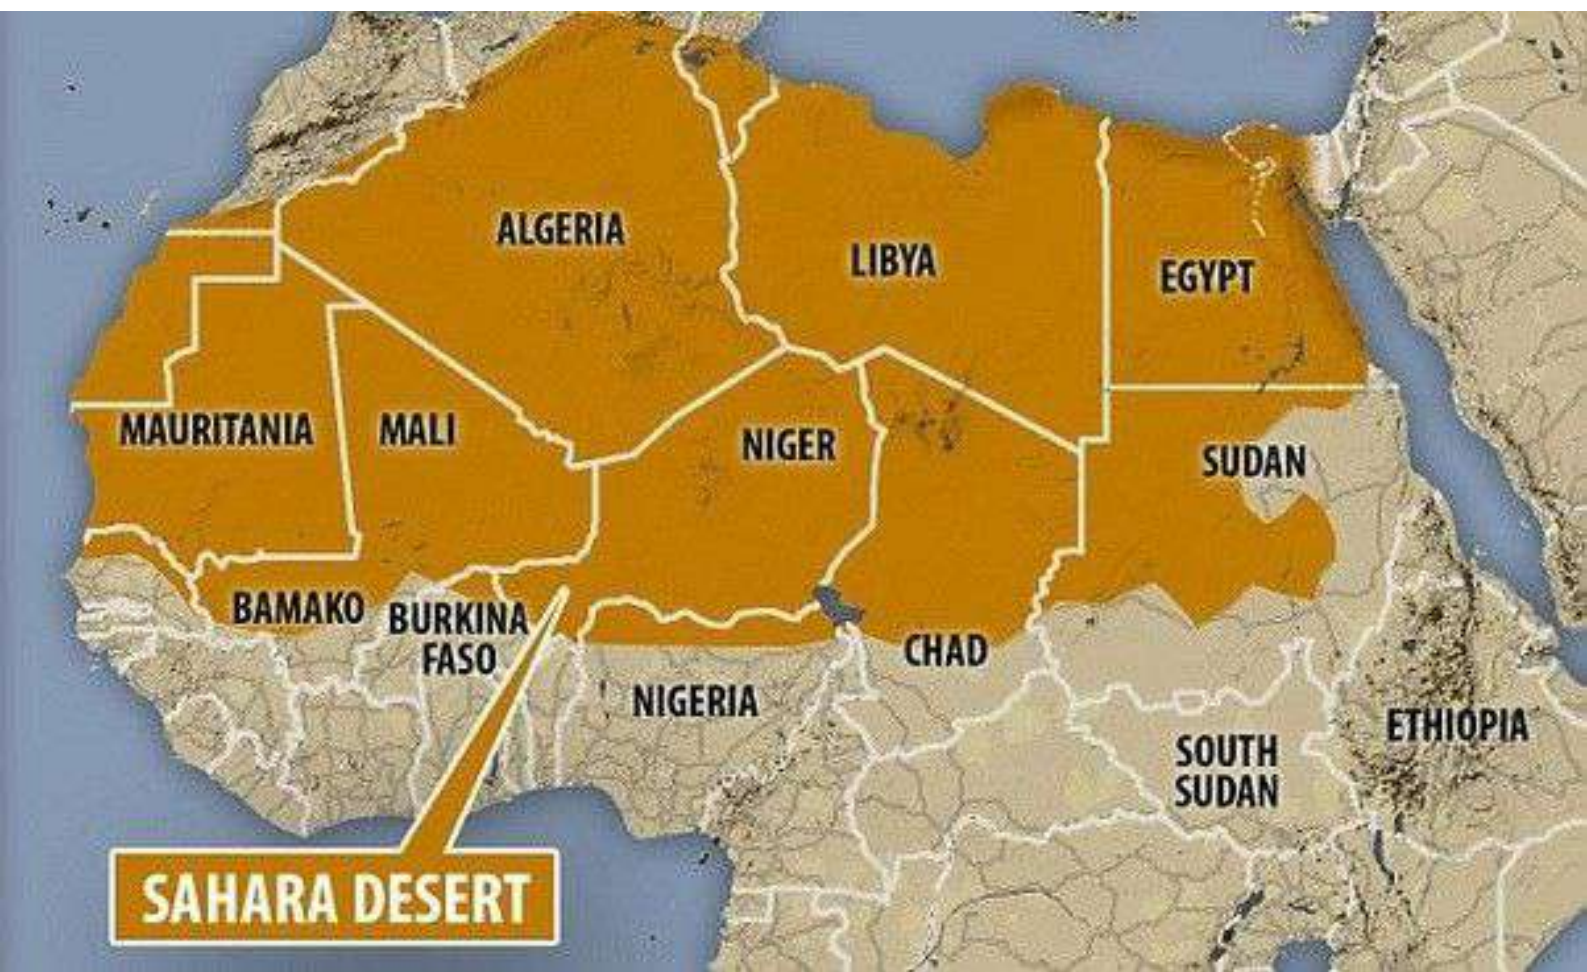 ALGERIA
LIBYA
EGYPT
MAURITANIA
MALI
NIGER
SUDAN
BAMAKO
BURKINA
FASO
CHAD
NIGERIA
SOUTH
SUDAN
ETHIOPIA
SAHARA DESERT